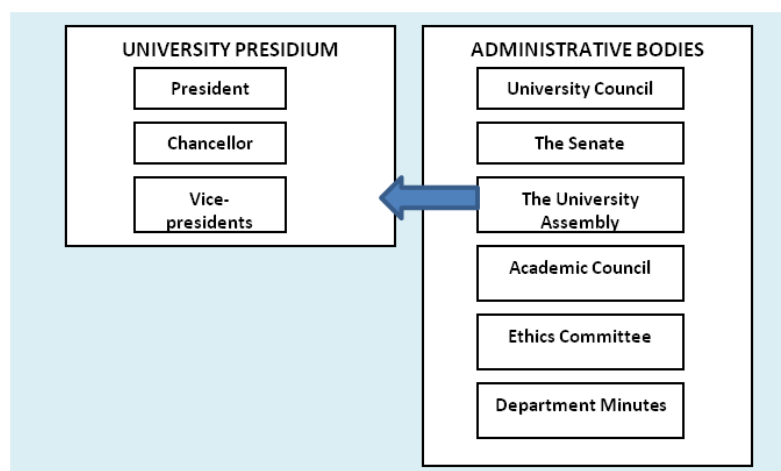 UNIVERSITY PRESIDIUM
President
Chancellor
Vice-
presidents
ADMINISTRATIVE BODIES
University Council
The Senate
The University
Assembly
Academic Council
Ethics Committee
Department Minutes